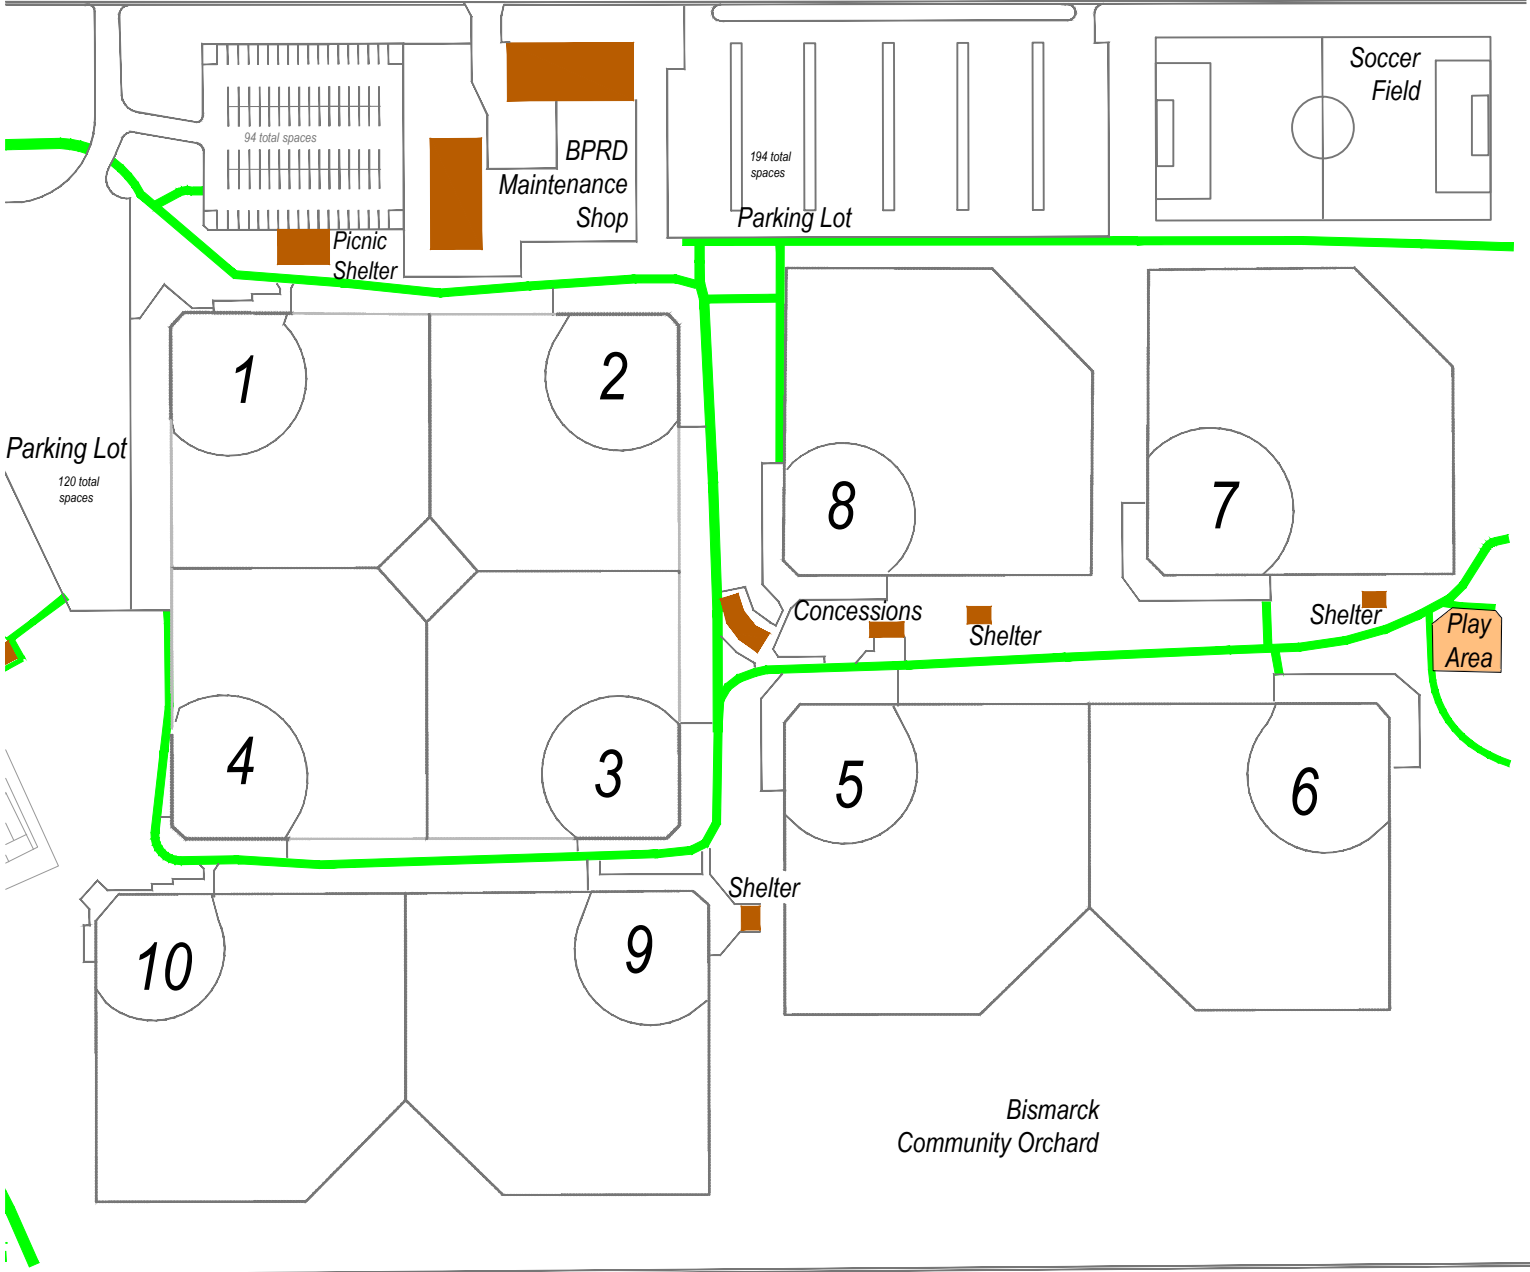 Soccer
Field
94 total spaces
BPRD
Maintenance
Shop
194 total
spaces
Parking Lot
Picnic
Shelter
1
2
Parking Lot
120 total
spaces
8
7
Concessions
Shelter
Shelter
Play
Area
4
3
5
6
Shelter
10
9
Bismarck
Community Orchard